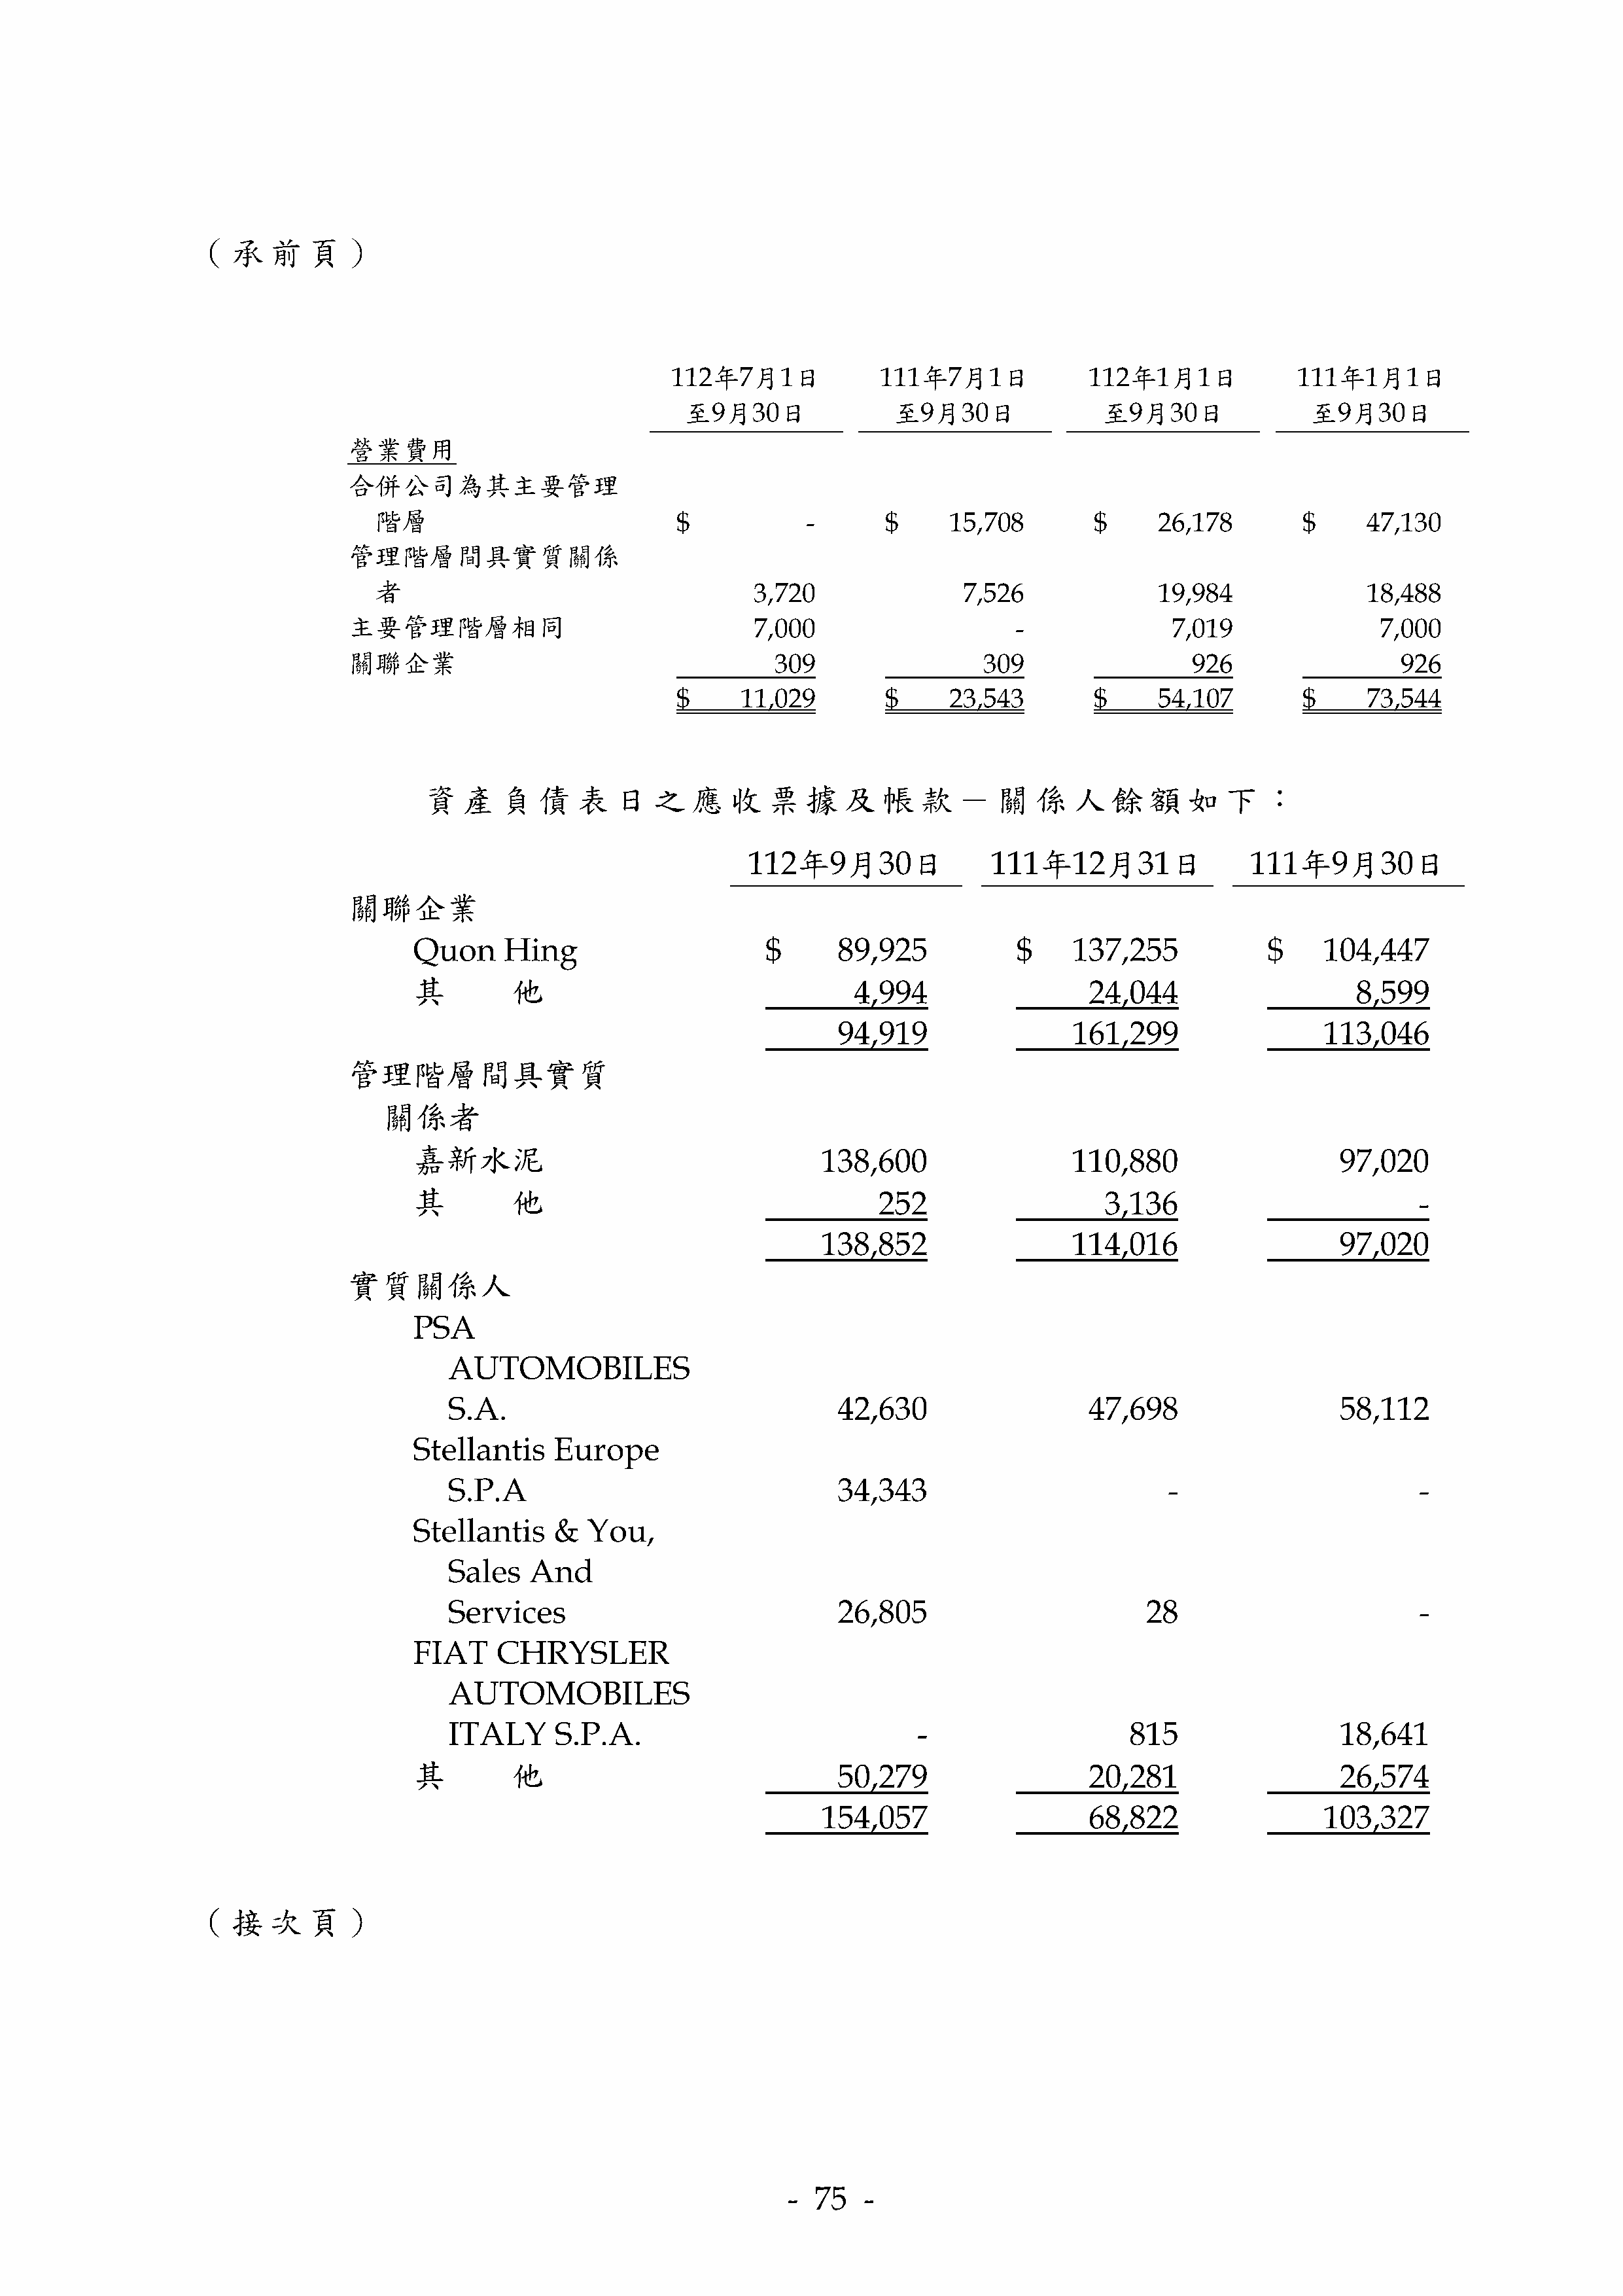 （承前頁）
112年7月1日 111年7月1日 112年1月1日 111年1月1日
至9月30日 至9月30日 至9月30日 至9月30日
營業費用
合併公司為其主要管理
階層 $ - $ 15,708 $ 26,178 $ 47,130
管理階層間具實質關係
者 3,720 7,526 19,984 18,488
主要管理階層相同 7,000 - 7,019 7,000
關聯企業 309 309 926 926
$ 11,029 $ 23,543 $ 54,107 $ 73,544
資產負債表日之應收票據及帳款－關係人餘額如下：
112年9月30日 111年12月31日 111年9月30日
關聯企業
Quon Hing $ 89,925 $ 137,255 $ 104,447
其　　他 4,994 24,044 8,599
94,919 161,299 113,046
管理階層間具實質
關係者
嘉新水泥 138,600 110,880 97,020
其　　他 252 3,136 -
138,852 114,016 97,020
實質關係人
PSA
AUTOMOBILES
S.A. 42,630 47,698 58,112
Stellantis Europe
S.P.A 34,343 - -
Stellantis & You,
Sales And
Services 26,805 28 -
FIAT CHRYSLER
AUTOMOBILES
ITALY S.P.A. - 815 18,641
其　　他 50,279 20,281 26,574
154,057 68,822 103,327
（接次頁）
- 75 -